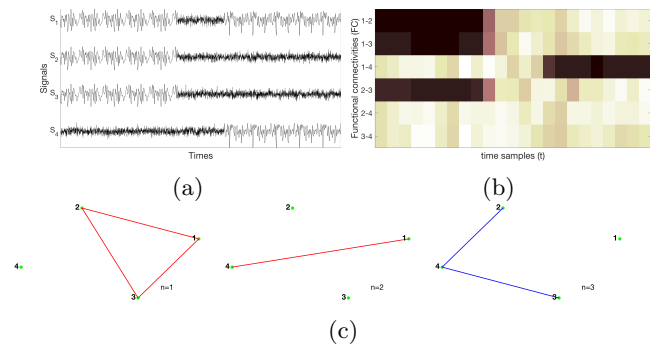 S1
S2
S3
S4
Signals
Times
(a)
1-2
1-3
1-4
2-3
2-4
3-4
Functional connectivities (FC)
time samples (t)
(b)
2
1
4
3
n=1
2
1
4
3
n=2
2
1
4
3
n=3
(c)